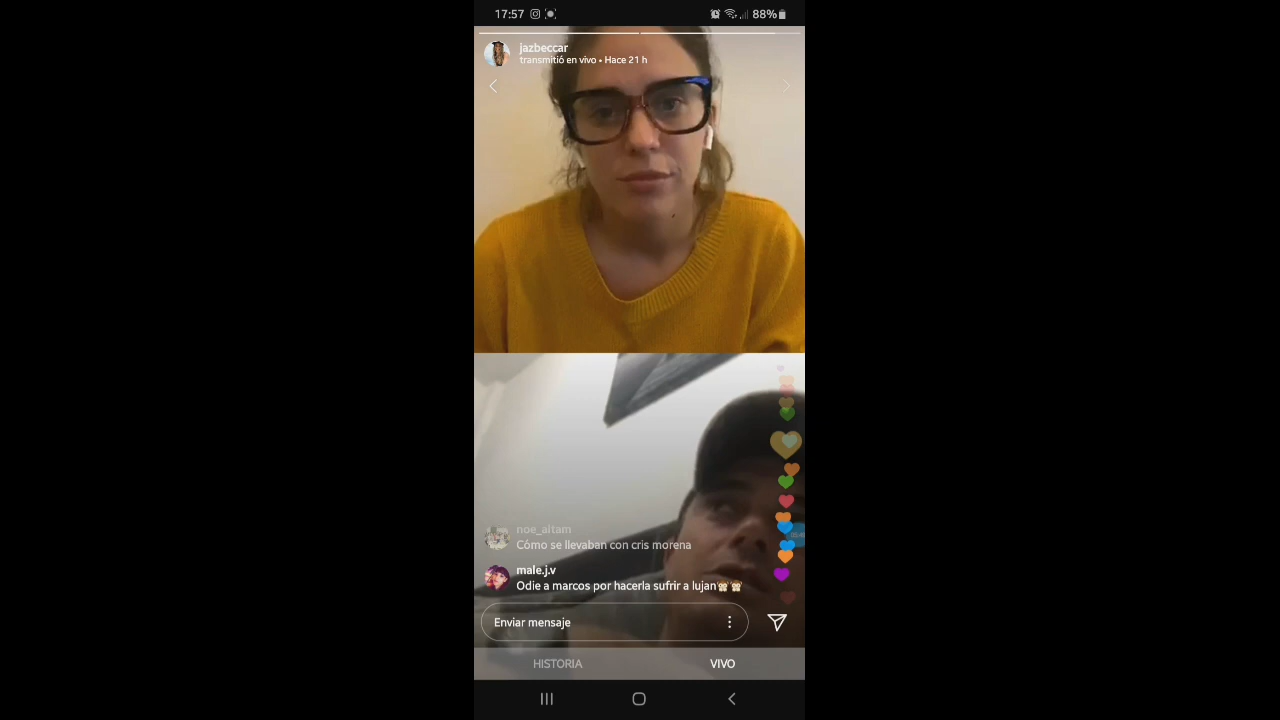 17:57
88%
jazbeccar
transmitió en vivo • Hace 21 h
noe_altam
Cómo se llevaban con cris morena
male.j.v
Odie a marcos por hacerla sufrir a lujan
Enviar mensaje
HISTORIA
VIVO